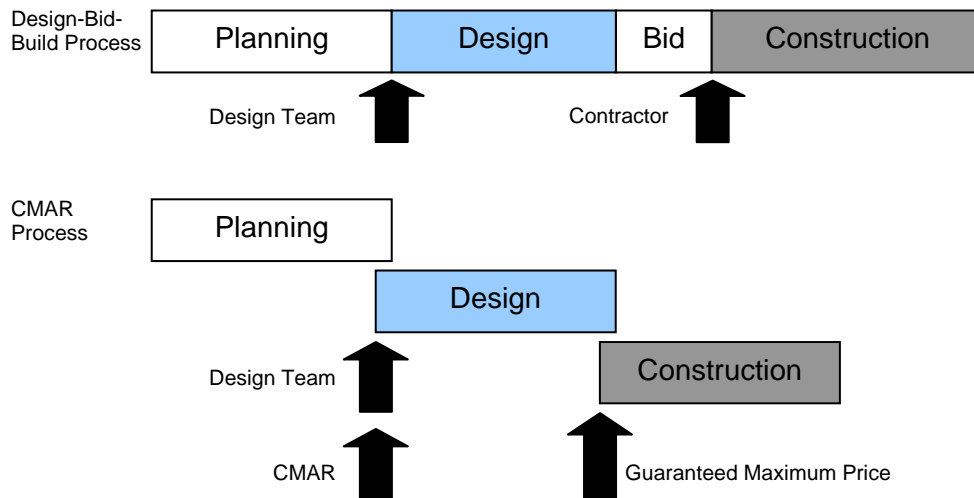 Design-Bid-
Build Process
Planning
Design
Bid
Construction
Design Team
Contractor
CMAR
Process
Planning
Design
Construction
Design Team
CMAR
Guaranteed Maximum Price